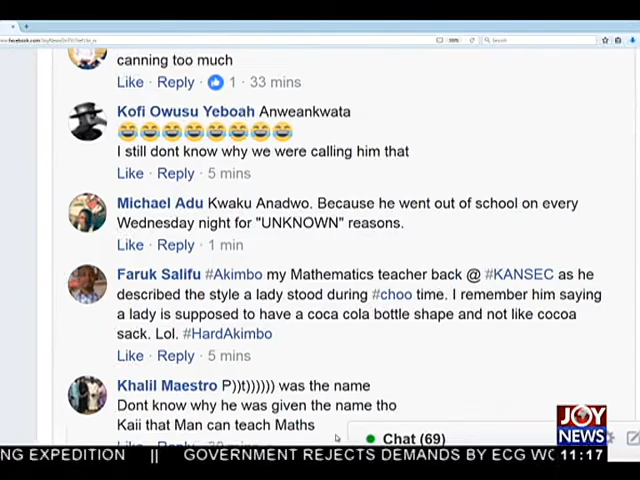 canning too much
Like · Reply · 1 · 33 mins
Kofi Owusu Yeboah Anweankwata
😂😂😂😂😂😂😂😂
I still dont know why we were calling him that
Like · Reply · 5 mins
Michael Adu Kwaku Anadwo. Because he went out of school on every
Wednesday night for "UNKNOWN" reasons.
Like · Reply · 1 min
Faruk Salifu #Akimbo my Mathematics teacher back @ #KANSEC as he
described the style a lady stood during #choo time. I remember him saying
a lady is supposed to have a coca cola bottle shape and not like cocoa
sack. Lol. #HardAkimbo
Like · Reply · 5 mins
Khalil Maestro P))t)))))) was the name
Dont know why he was given the name tho
Kaii that Man can teach Maths
Chat (69)
JOY
NEWS
NG EXPEDITION || GOVERNMENT REJECTS DEMANDS BY ECG WO
11:17